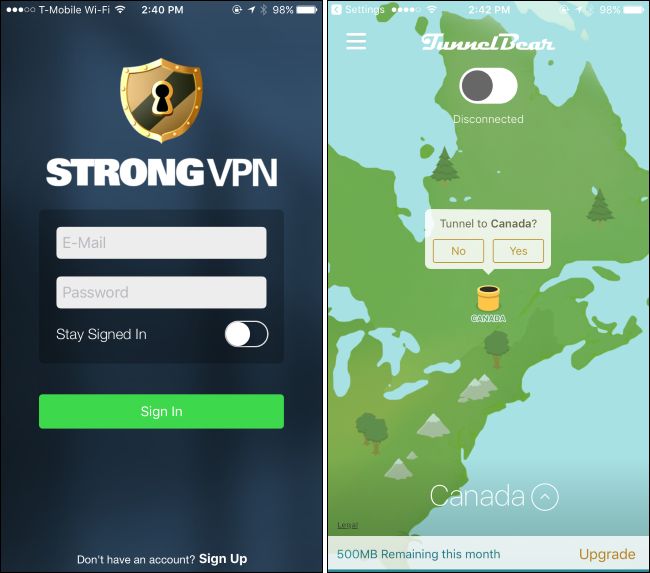 T-Mobile Wi-Fi 2:40 PM 98%
STRONGVPN
E-Mail
Password
Stay Signed In
Sign In
Don't have an account? Sign Up
Settings 2:42 PM 98%
TunnelBear
Disconnected
Tunnel to Canada?
No Yes
CANADA
Canada
Legal
500MB Remaining this month Upgrade